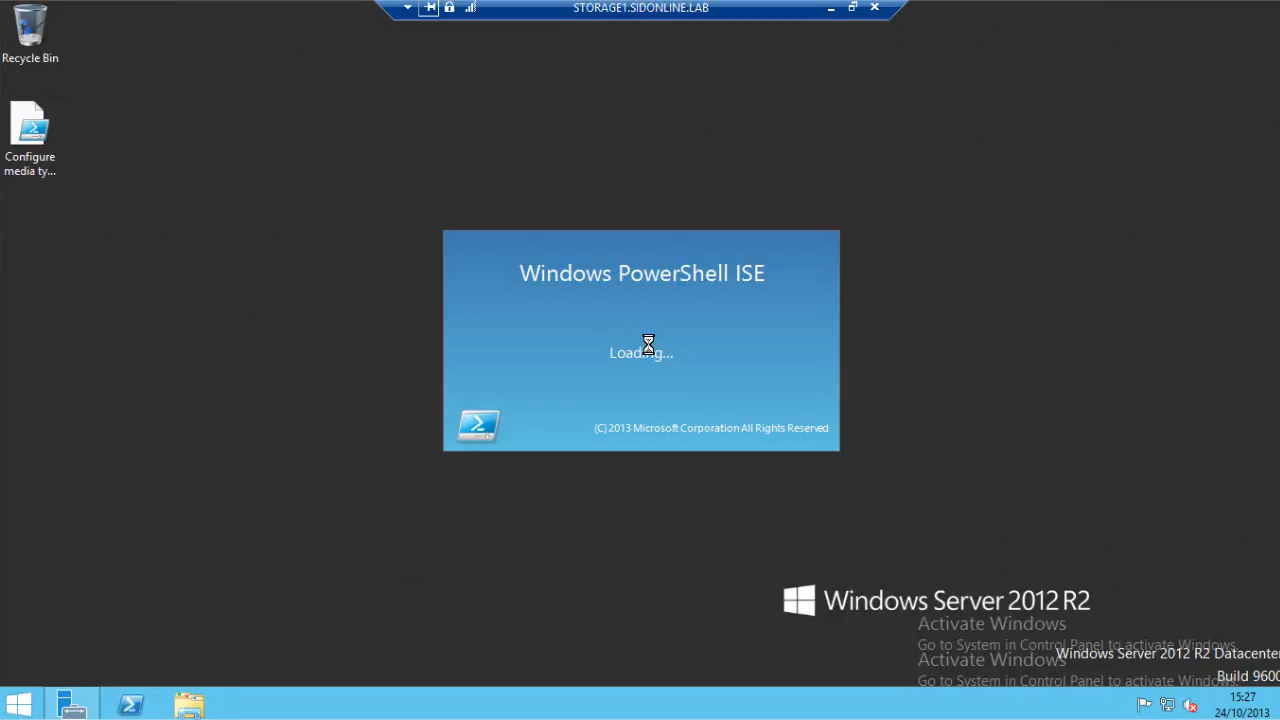 STORAGE1.SIDONLINE.LAB
Recycle Bin
Configure
media ty...
Windows PowerShell ISE
Loading...
(C) 2013 Microsoft Corporation All Rights Reserved
Windows Server 2012 R2
Activate Windows
Go to System in Control Panel to activate Windows.
Windows Server 2012 R2 Datacenter
Activate Windows
Build 9600
Go to System in Control Panel to activate Windows.
15:27
24/10/2013